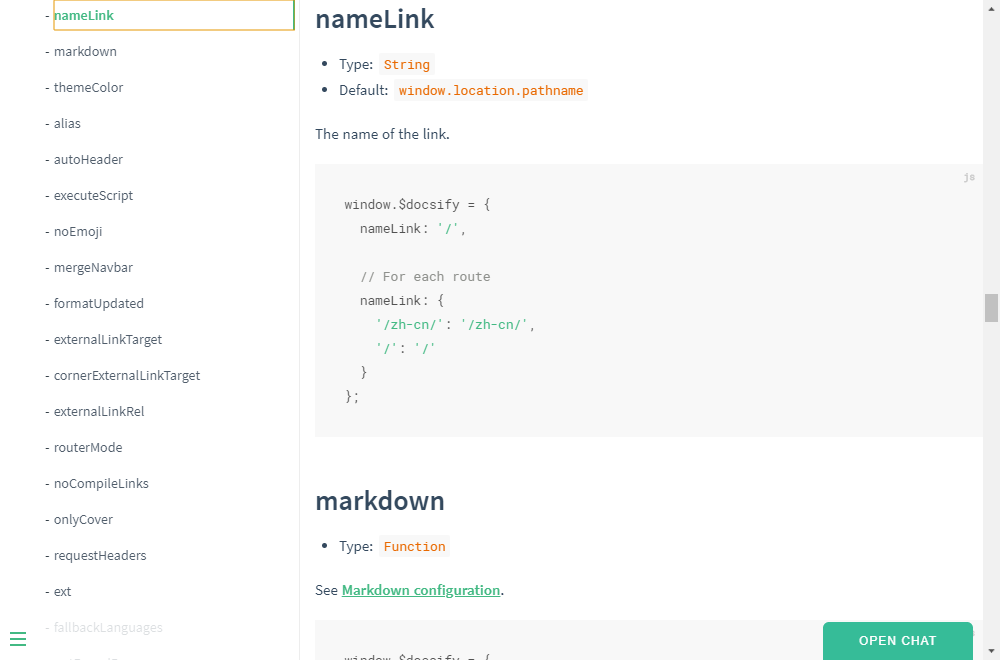 - nameLink
- markdown
- themeColor
- alias
- autoHeader
- executeScript
- noEmoji
- mergeNavbar
- formatUpdated
- externalLinkTarget
- cornerExternalLinkTarget
- externalLinkRel
- routerMode
- noCompileLinks
- onlyCover
- requestHeaders
- ext
- fallbackLanguages
nameLink
Type: String
Default: window.location.pathname
The name of the link.
js
window.$docsify = {
nameLink: '/',
// For each route
nameLink: {
'/zh-cn/': '/zh-cn/',
'/': '/'
}
};
markdown
Type: Function
See Markdown configuration.
window.$docsify = {
OPEN CHAT